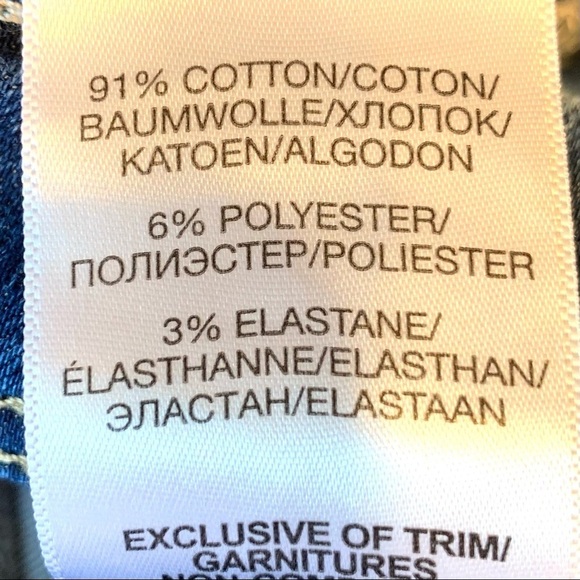 91% COTTON/COTON/
BAUMWOLLE/ХЛОПОК/
KATOEN/ALGODON
6% POLYESTER/
ПОЛИЭСТЕР/POLIESTER
3% ELASTANE/
ÉLASTHANNE/ELASTHAN/
ЭЛАСТАН/ELASTAAN
EXCLUSIVE OF TRIM/
GARNITURES